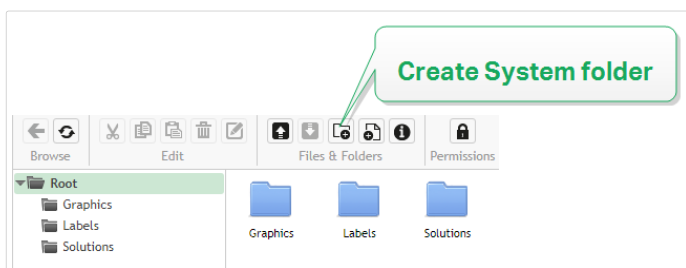 Create System folder
Browse Edit Files & Folders Permissions
Root
Graphics
Labels
Solutions
Graphics Labels Solutions